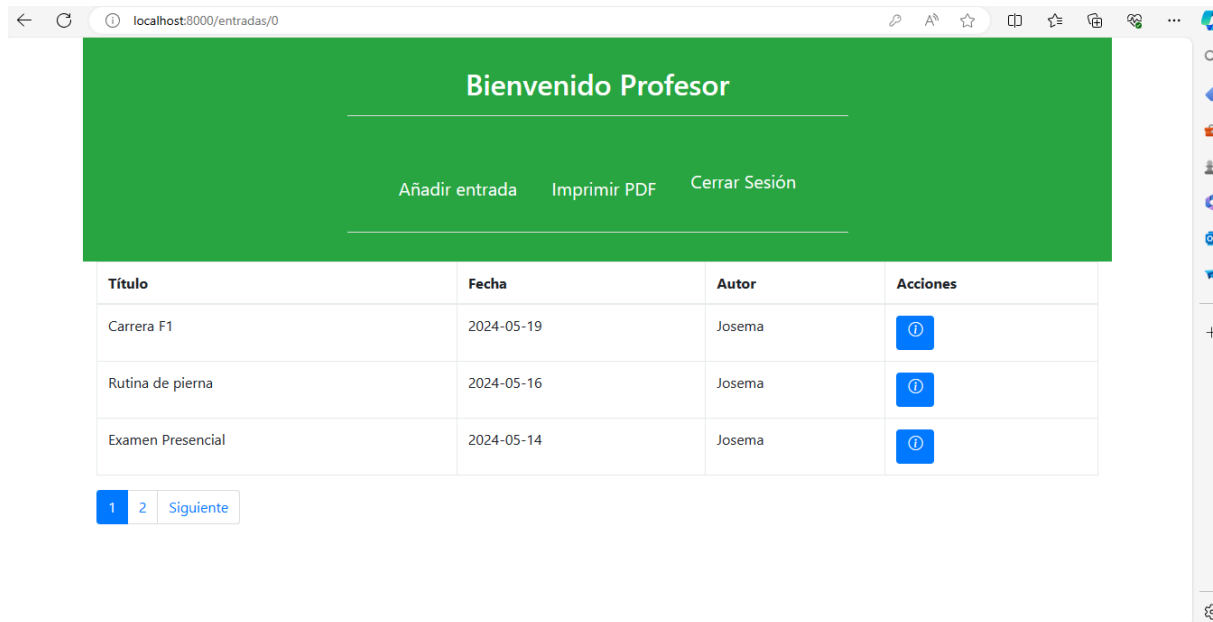 localhost:8000/entradas/0
Bienvenido Profesor
Añadir entrada Imprimir PDF Cerrar Sesión
Título Fecha Autor Acciones
Carrera F1 2024-05-19 Josema
Rutina de pierna 2024-05-16 Josema
Examen Presencial 2024-05-14 Josema
1 2 Siguiente